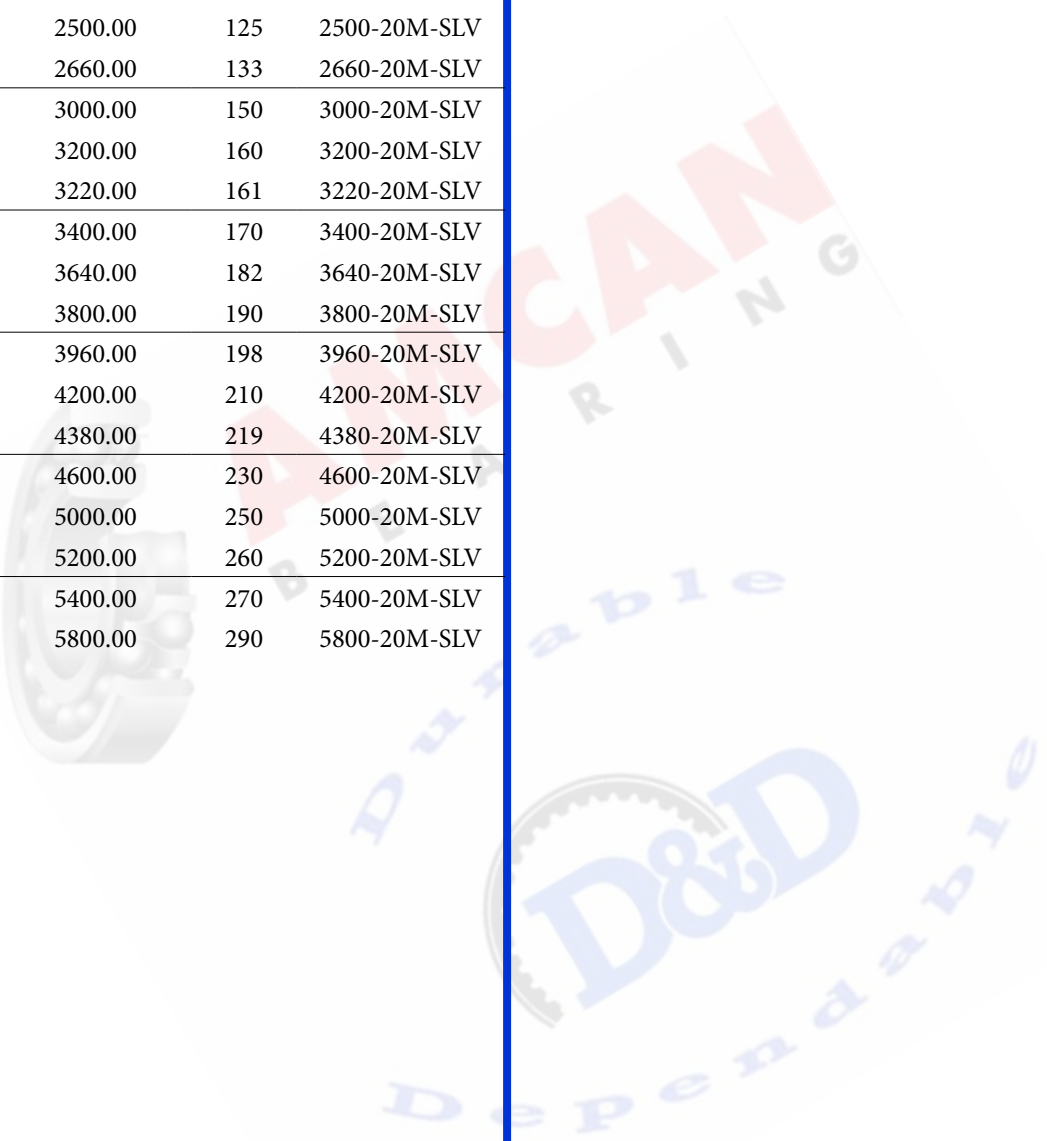 2500.00 125 2500-20M-SLV
2660.00 133 2660-20M-SLV
3000.00 150 3000-20M-SLV
3200.00 160 3200-20M-SLV
3220.00 161 3220-20M-SLV
3400.00 170 3400-20M-SLV
3640.00 182 3640-20M-SLV
3800.00 190 3800-20M-SLV
3960.00 198 3960-20M-SLV
4200.00 210 4200-20M-SLV
4380.00 219 4380-20M-SLV
4600.00 230 4600-20M-SLV
5000.00 250 5000-20M-SLV
5200.00 260 5200-20M-SLV
5400.00 270 5400-20M-SLV
5800.00 290 5800-20M-SLV
AMCAN
BEARING
Durable
D&D
Dependable